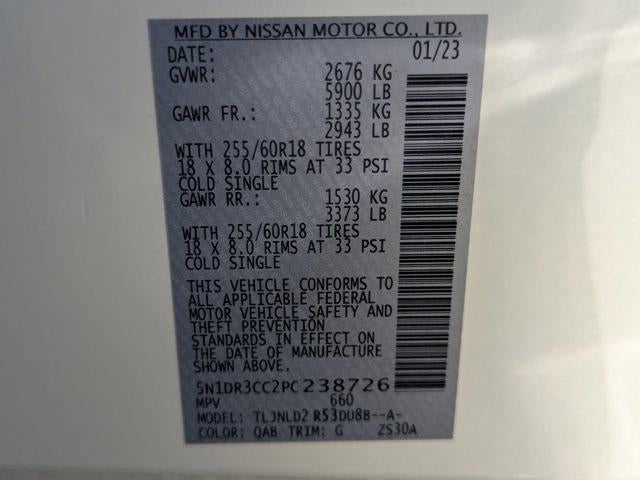 MFD BY NISSAN MOTOR CO., LTD.
DATE: 01/23
GVWR: 2676 KG
5900 LB
GAWR FR.: 1335 KG
2943 LB
WITH 255/60R18 TIRES
18 X 8.0 RIMS AT 33 PSI
COLD SINGLE
GAWR RR.: 1530 KG
3373 LB
WITH 255/60R18 TIRES
18 X 8.0 RIMS AT 33 PSI
COLD SINGLE
THIS VEHICLE CONFORMS TO
ALL APPLICABLE FEDERAL
MOTOR VEHICLE SAFETY AND
THEFT PREVENTION
STANDARDS IN EFFECT ON
THE DATE OF MANUFACTURE
SHOWN ABOVE.
5N1DR3CC2PC238726
MPV 660
MODEL: TLJNLD2 R53DU8B--A-
COLOR: QAB TRIM: G ZS30A